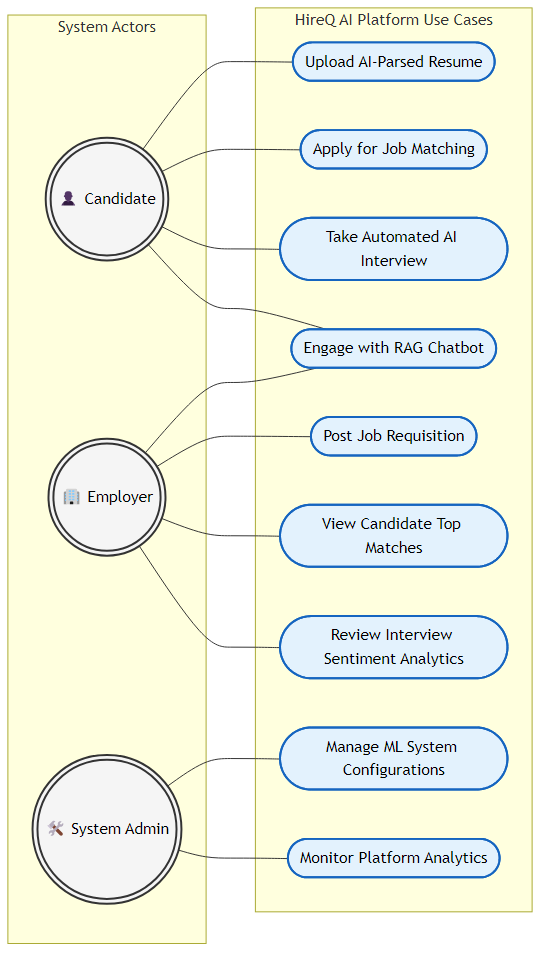 System Actors
HireQ AI Platform Use Cases
Upload AI-Parsed Resume
Apply for Job Matching
Candidate
Take Automated AI
Interview
Engage with RAG Chatbot
Post Job Requisition
Employer
View Candidate Top
Matches
Review Interview
Sentiment Analytics
Manage ML System
Configurations
System Admin
Monitor Platform Analytics